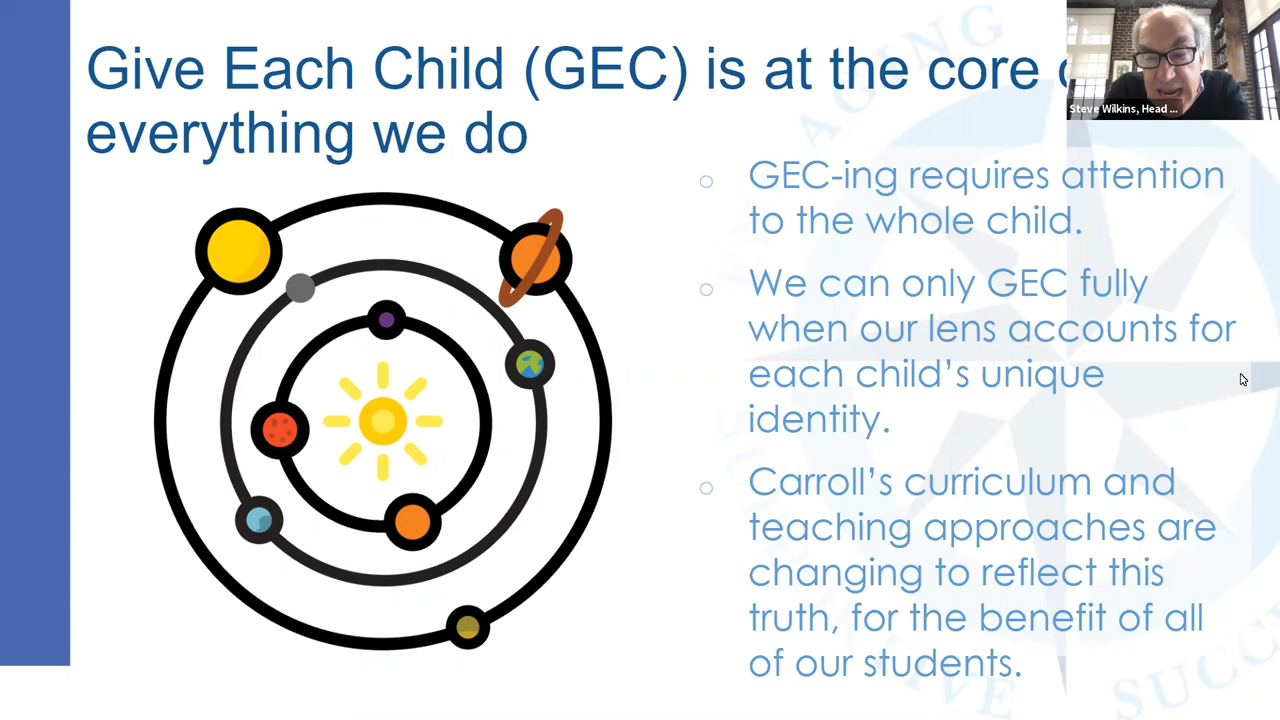 Give Each Child (GEC) is at the core
everything we do
Steve Wilkins, Head ...
GEC-ing requires attention
to the whole child.
We can only GEC fully
when our lens accounts for
each child's unique
identity.
Carroll's curriculum and
teaching approaches are
changing to reflect this
truth, for the benefit of all
of our students.